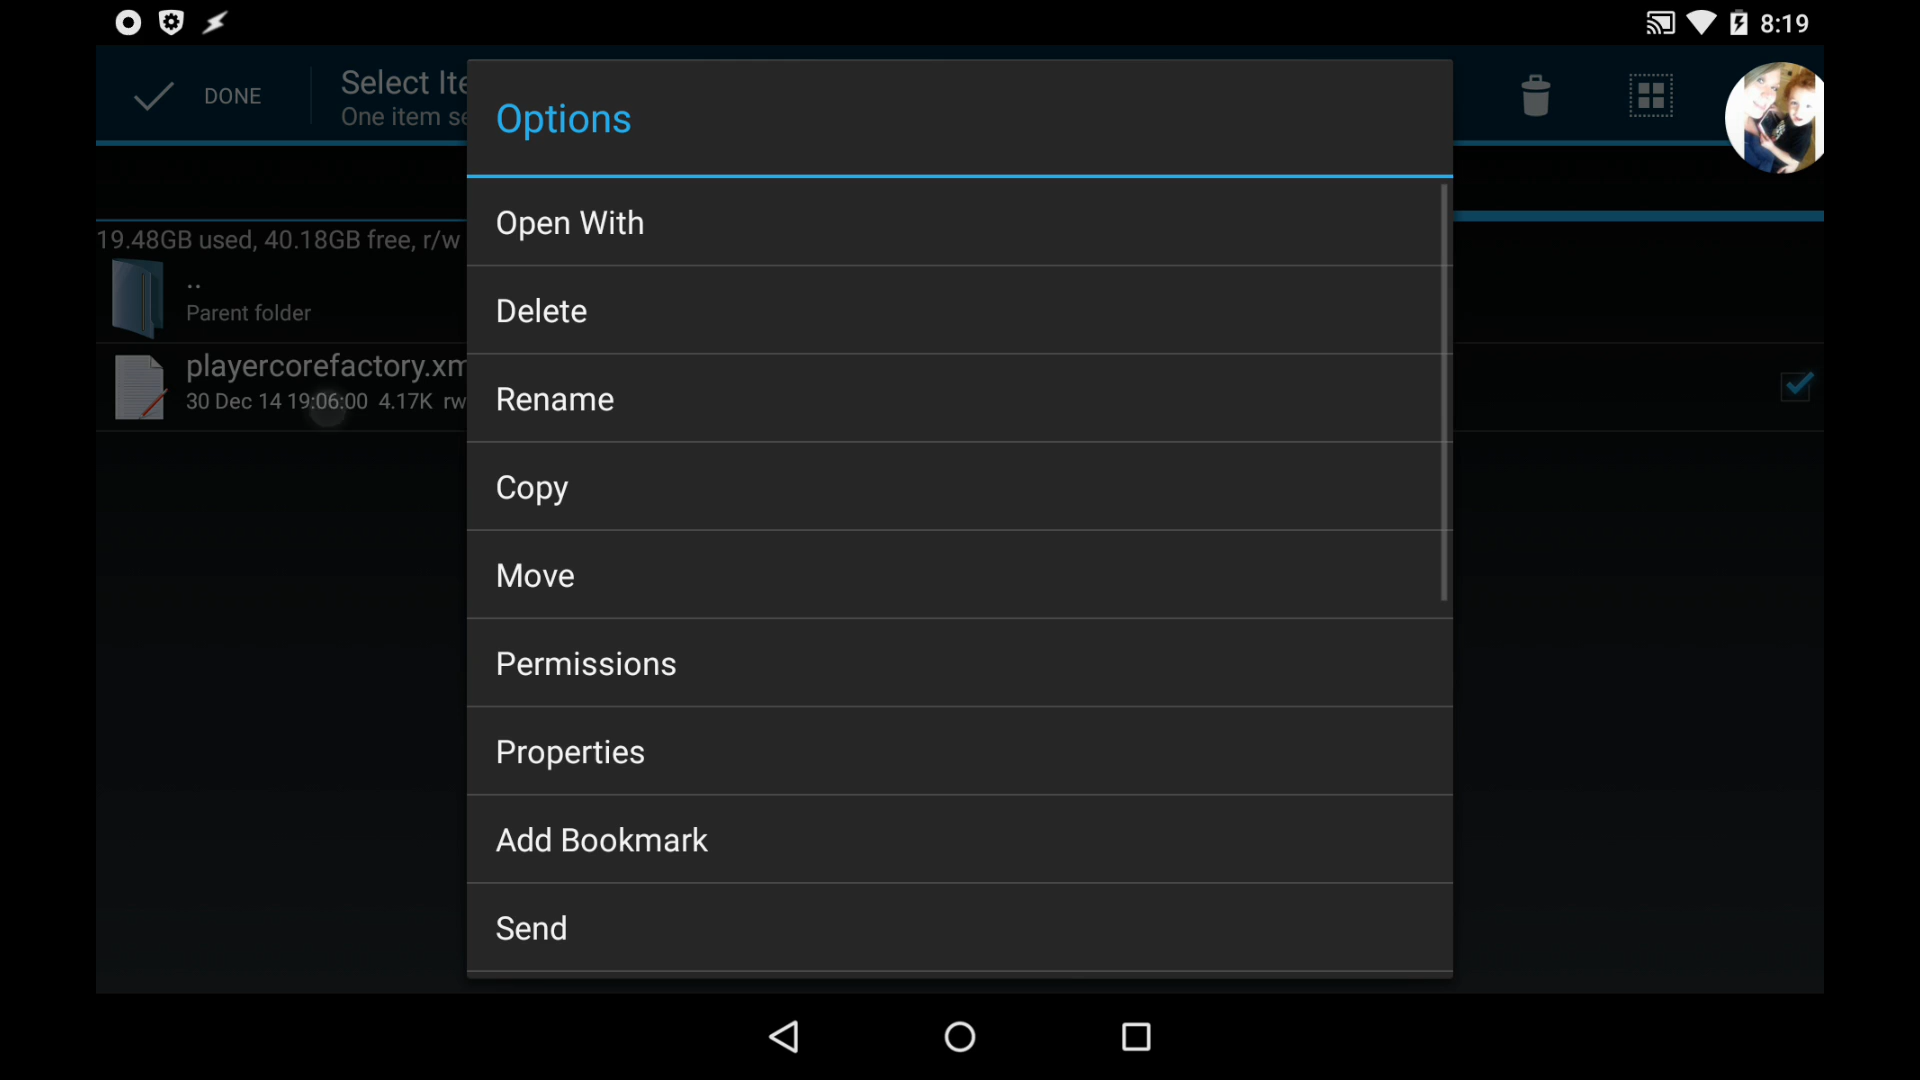 8:19
DONE
Select Ite
One item se
Options
Open With
Delete
Rename
Copy
Move
Permissions
Properties
Add Bookmark
Send
19.48GB used, 40.18GB free, r/w
..
Parent folder
playercorefactory.xm
30 Dec 14 19:06:00 4.17K rw